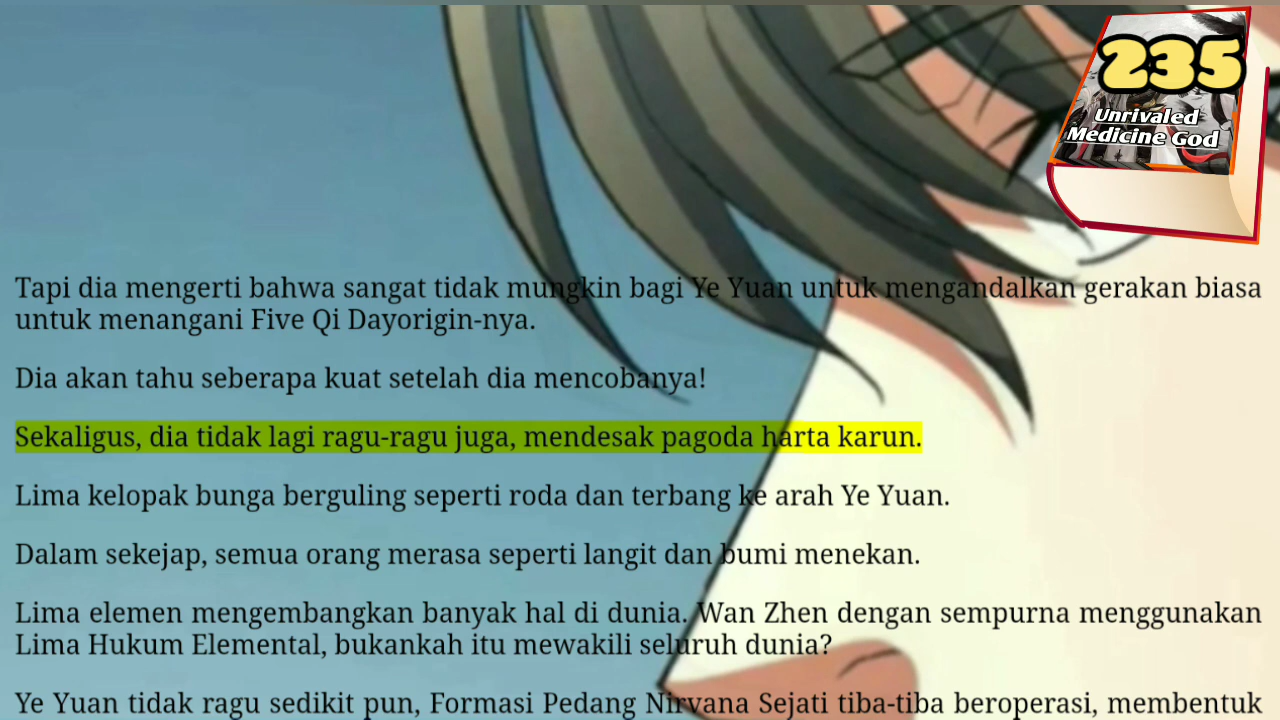 235
Unrivaled
Medicine God
Tapi dia mengerti bahwa sangat tidak mungkin bagi Ye Yuan untuk mengandalkan gerakan biasa
untuk menangani Five Qi Dayorigin-nya.
Dia akan tahu seberapa kuat setelah dia mencobanya!
Sekaligus, dia tidak lagi ragu-ragu juga, mendesak pagoda harta karun.
Lima kelopak bunga berguling seperti roda dan terbang ke arah Ye Yuan.
Dalam sekejap, semua orang merasa seperti langit dan bumi menekan.
Lima elemen mengembangkan banyak hal di dunia. Wan Zhen dengan sempurna menggunakan
Lima Hukum Elemental, bukankah itu mewakili seluruh dunia?
Ye Yuan tidak ragu sedikit pun, Formasi Pedang Nirvana Sejati tiba-tiba beroperasi, membentuk